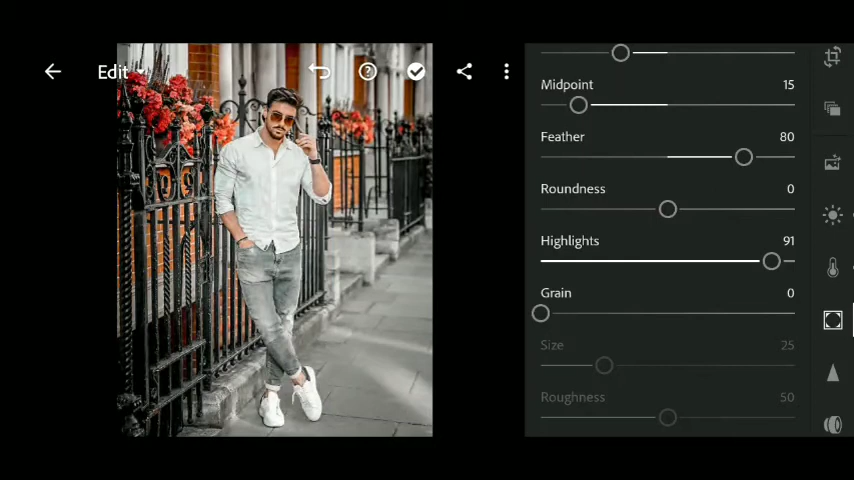 Edit
Midpoint 15
Feather 80
Roundness 0
Highlights 91
Grain 0
Size 25
Roughness 50